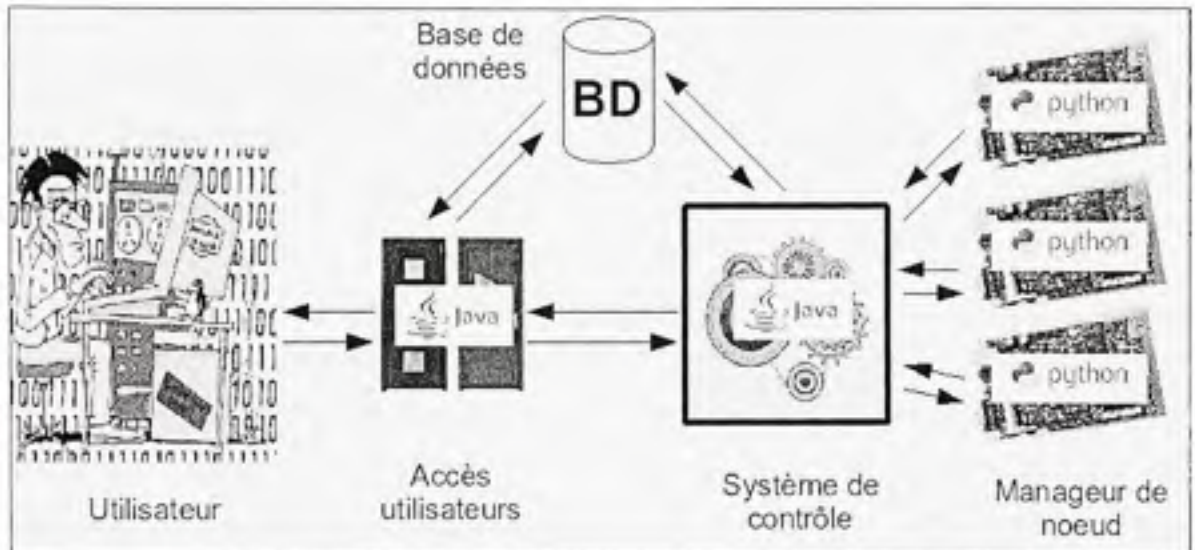 Base de
données
BD
python
python
python
Java
Java
Utilisateur
Accès
utilisateurs
Système de
contrôle
Manageur de
noeud